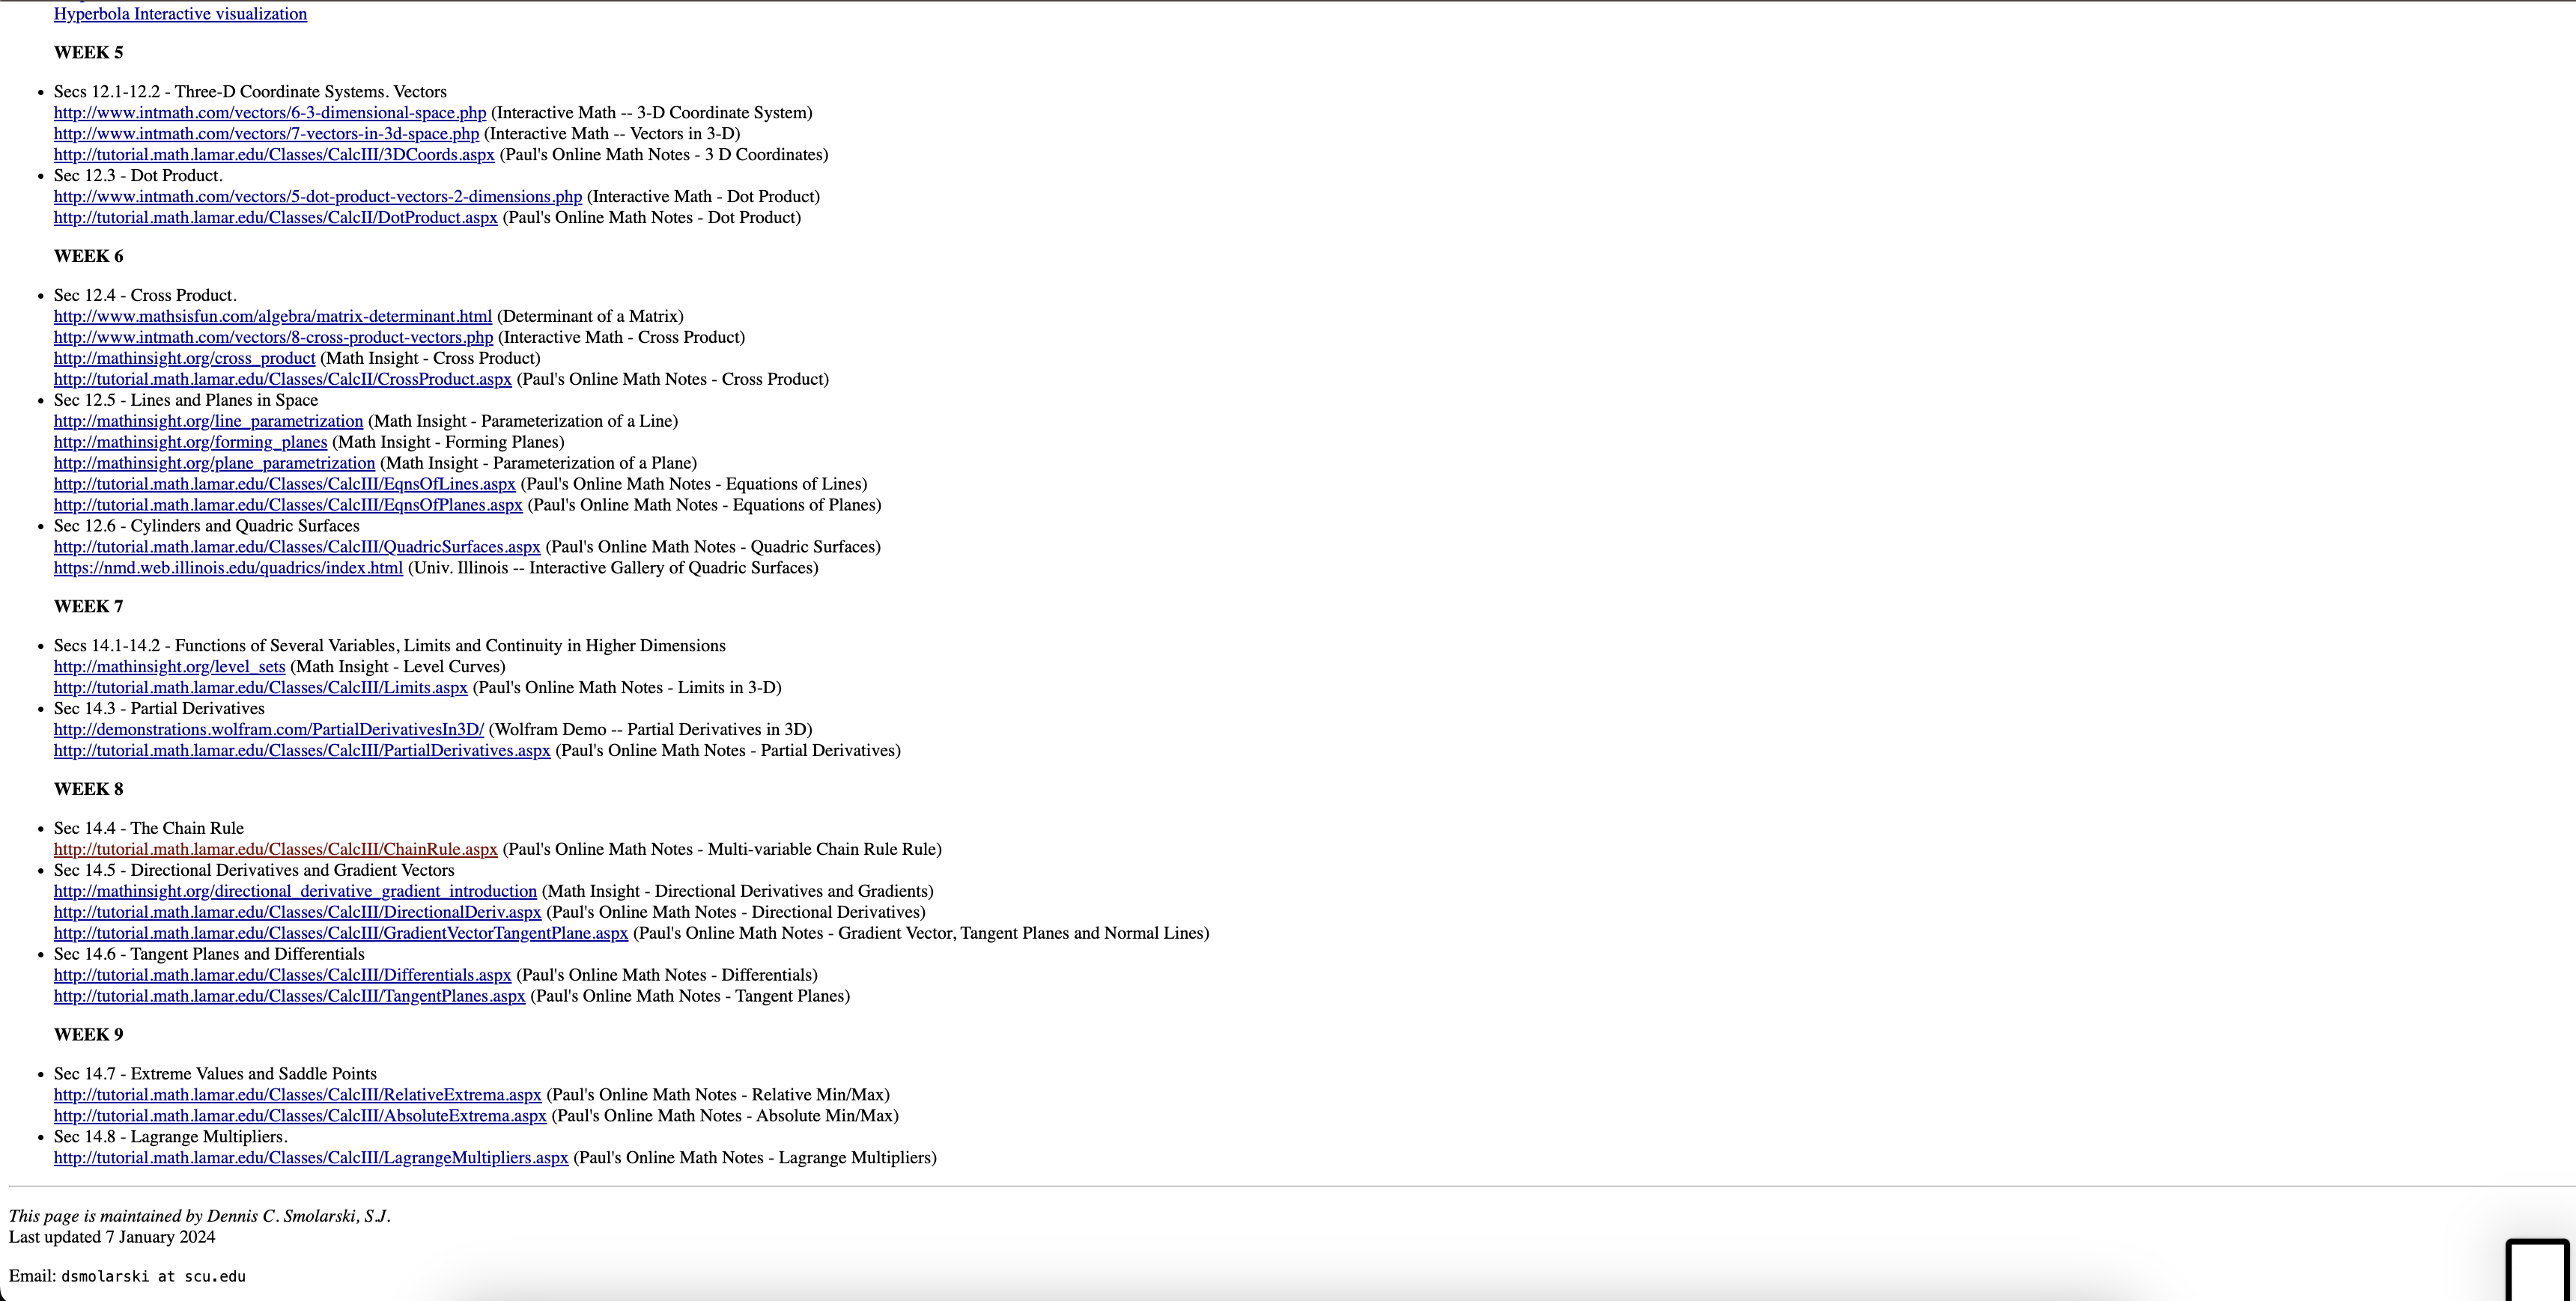 Hyperbola Interactive visualization
WEEK 5
Secs 12.1-12.2 - Three-D Coordinate Systems. Vectors
http://www.intmath.com/vectors/6-3-dimensional-space.php (Interactive Math -- 3-D Coordinate System)
http://www.intmath.com/vectors/7-vectors-in-3d-space.php (Interactive Math -- Vectors in 3-D)
http://tutorial.math.lamar.edu/Classes/CalcIII/3DCoords.aspx (Paul's Online Math Notes - 3 D Coordinates)
Sec 12.3 - Dot Product.
http://www.intmath.com/vectors/5-dot-product-vectors-2-dimensions.php (Interactive Math - Dot Product)
http://tutorial.math.lamar.edu/Classes/CalcII/DotProduct.aspx (Paul's Online Math Notes - Dot Product)
WEEK 6
Sec 12.4 - Cross Product.
http://www.mathsisfun.com/algebra/matrix-determinant.html (Determinant of a Matrix)
http://www.intmath.com/vectors/8-cross-product-vectors.php (Interactive Math - Cross Product)
http://mathinsight.org/cross_product (Math Insight - Cross Product)
http://tutorial.math.lamar.edu/Classes/CalcII/CrossProduct.aspx (Paul's Online Math Notes - Cross Product)
Sec 12.5 - Lines and Planes in Space
http://mathinsight.org/line_parametrization (Math Insight - Parameterization of a Line)
http://mathinsight.org/forming_planes (Math Insight - Forming Planes)
http://mathinsight.org/plane_parametrization (Math Insight - Parameterization of a Plane)
http://tutorial.math.lamar.edu/Classes/CalcIII/EqnsOfLines.aspx (Paul's Online Math Notes - Equations of Lines)
http://tutorial.math.lamar.edu/Classes/CalcIII/EqnsOfPlanes.aspx (Paul's Online Math Notes - Equations of Planes)
Sec 12.6 - Cylinders and Quadric Surfaces
http://tutorial.math.lamar.edu/Classes/CalcIII/QuadricSurfaces.aspx (Paul's Online Math Notes - Quadric Surfaces)
https://nmd.web.illinois.edu/quadrics/index.html (Univ. Illinois -- Interactive Gallery of Quadric Surfaces)
WEEK 7
Secs 14.1-14.2 - Functions of Several Variables, Limits and Continuity in Higher Dimensions
http://mathinsight.org/level_sets (Math Insight - Level Curves)
http://tutorial.math.lamar.edu/Classes/CalcIII/Limits.aspx (Paul's Online Math Notes - Limits in 3-D)
Sec 14.3 - Partial Derivatives
http://demonstrations.wolfram.com/PartialDerivativesIn3D/ (Wolfram Demo -- Partial Derivatives in 3D)
http://tutorial.math.lamar.edu/Classes/CalcIII/PartialDerivatives.aspx (Paul's Online Math Notes - Partial Derivatives)
WEEK 8
Sec 14.4 - The Chain Rule
http://tutorial.math.lamar.edu/Classes/CalcIII/ChainRule.aspx (Paul's Online Math Notes - Multi-variable Chain Rule Rule)
Sec 14.5 - Directional Derivatives and Gradient Vectors
http://mathinsight.org/directional_derivative_gradient_introduction (Math Insight - Directional Derivatives and Gradients)
http://tutorial.math.lamar.edu/Classes/CalcIII/DirectionalDeriv.aspx (Paul's Online Math Notes - Directional Derivatives)
http://tutorial.math.lamar.edu/Classes/CalcIII/GradientVectorTangentPlane.aspx (Paul's Online Math Notes - Gradient Vector, Tangent Planes and Normal Lines)
Sec 14.6 - Tangent Planes and Differentials
http://tutorial.math.lamar.edu/Classes/CalcIII/Differentials.aspx (Paul's Online Math Notes - Differentials)
http://tutorial.math.lamar.edu/Classes/CalcIII/TangentPlanes.aspx (Paul's Online Math Notes - Tangent Planes)
WEEK 9
Sec 14.7 - Extreme Values and Saddle Points
http://tutorial.math.lamar.edu/Classes/CalcIII/RelativeExtrema.aspx (Paul's Online Math Notes - Relative Min/Max)
http://tutorial.math.lamar.edu/Classes/CalcIII/AbsoluteExtrema.aspx (Paul's Online Math Notes - Absolute Min/Max)
Sec 14.8 - Lagrange Multipliers.
http://tutorial.math.lamar.edu/Classes/CalcIII/LagrangeMultipliers.aspx (Paul's Online Math Notes - Lagrange Multipliers)
This page is maintained by Dennis C. Smolarski, S.J.
Last updated 7 January 2024
Email: dsmolarski at scu.edu